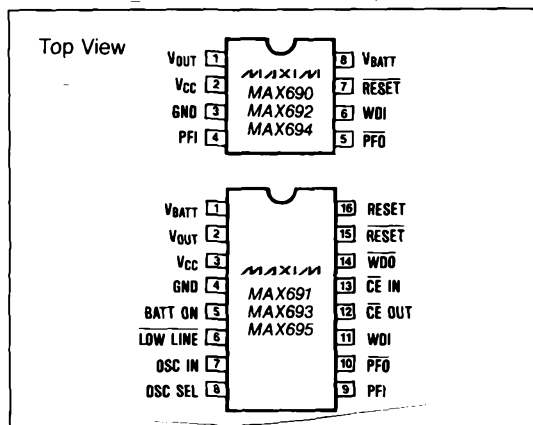 Top View
VOUT 1
VCC 2
GND 3
PFI 4
MAXIM
MAX690
MAX692
MAX694
8 VBATT
7 RESET
6 WDI
5 PFO
VBATT 1
VOUT 2
VCC 3
GND 4
BATT ON 5
LOW LINE 6
OSC IN 7
OSC SEL 8
MAXIM
MAX691
MAX693
MAX695
16 RESET
15 RESET
14 WDO
13 CE IN
12 CE OUT
11 WDI
10 PFO
9 PFI